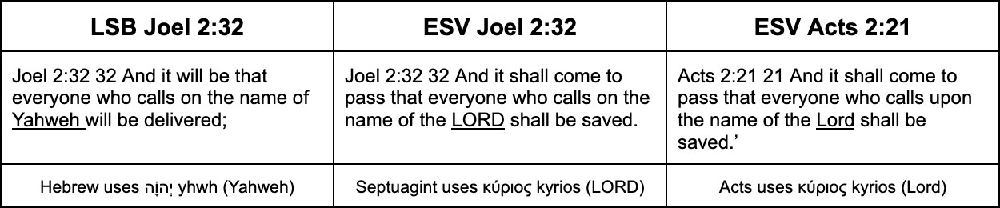 LSB Joel 2:32
ESV Joel 2:32
ESV Acts 2:21
Joel 2:32 32 And it will be that
everyone who calls on the name of
Yahweh will be delivered;
Joel 2:32 32 And it shall come to
pass that everyone who calls on the
name of the LORD shall be saved.
Acts 2:21 21 And it shall come to
pass that everyone who calls upon
the name of the Lord shall be
saved.’
Hebrew uses יְהוָֹה yhwh (Yahweh)
Septuagint uses κύριος kyrios (LORD)
Acts uses κύριος kyrios (Lord)